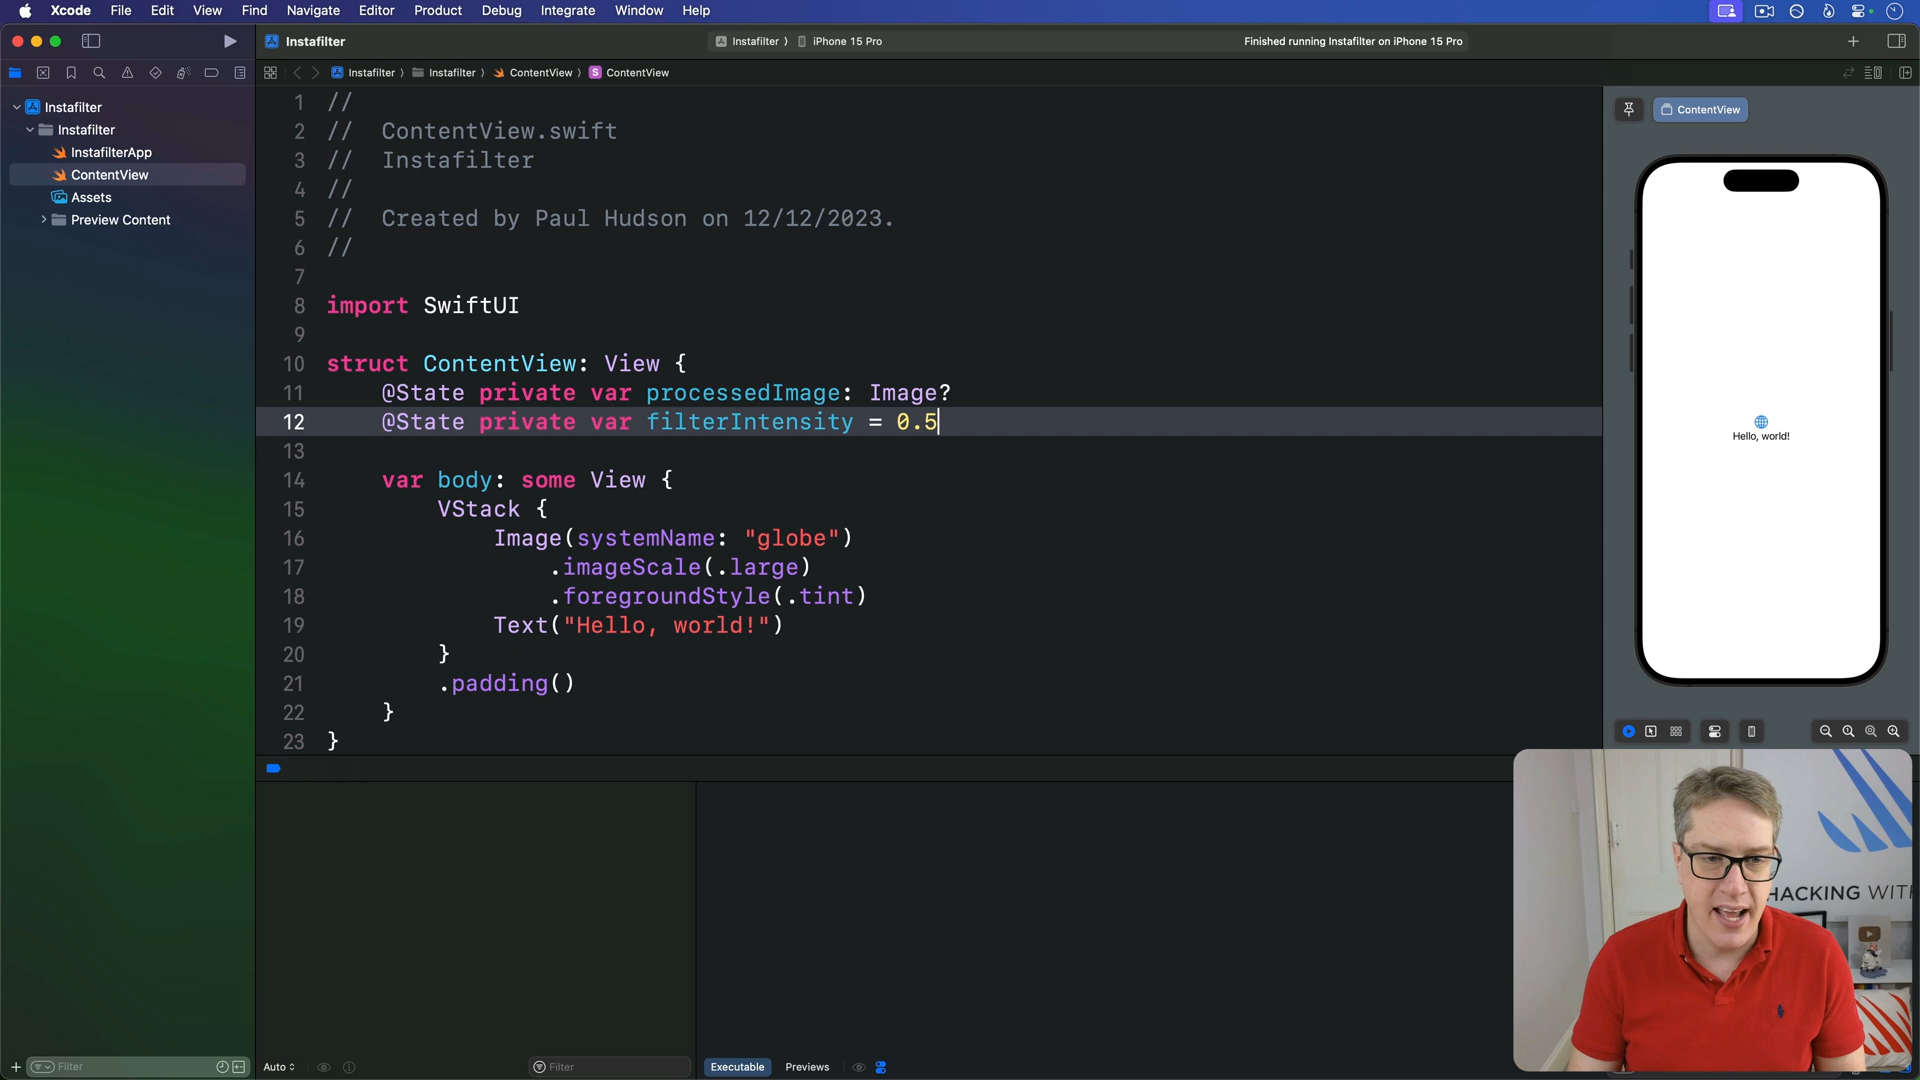 Xcode File Edit View Find Navigate Editor Product Debug Integrate Window Help
Instafilter
Instafilter 〉 iPhone 15 Pro
Finished running Instafilter on iPhone 15 Pro
Instafilter 〉 Instafilter 〉 ContentView 〉 S ContentView
Instafilter
Instafilter
InstafilterApp
ContentView
Assets
Preview Content
1 //
2 //  ContentView.swift
3 //  Instafilter
4 //
5 //  Created by Paul Hudson on 12/12/2023.
6 //
7
8 import SwiftUI
9
10 struct ContentView: View {
11     @State private var processedImage: Image?
12     @State private var filterIntensity = 0.5
13
14     var body: some View {
15         VStack {
16             Image(systemName: "globe")
17                 .imageScale(.large)
18                 .foregroundStyle(.tint)
19             Text("Hello, world!")
20         }
21         .padding()
22     }
23 }
ContentView
Hello, world!
HACKING WITH
Filter
Auto
Filter
Executable
Previews